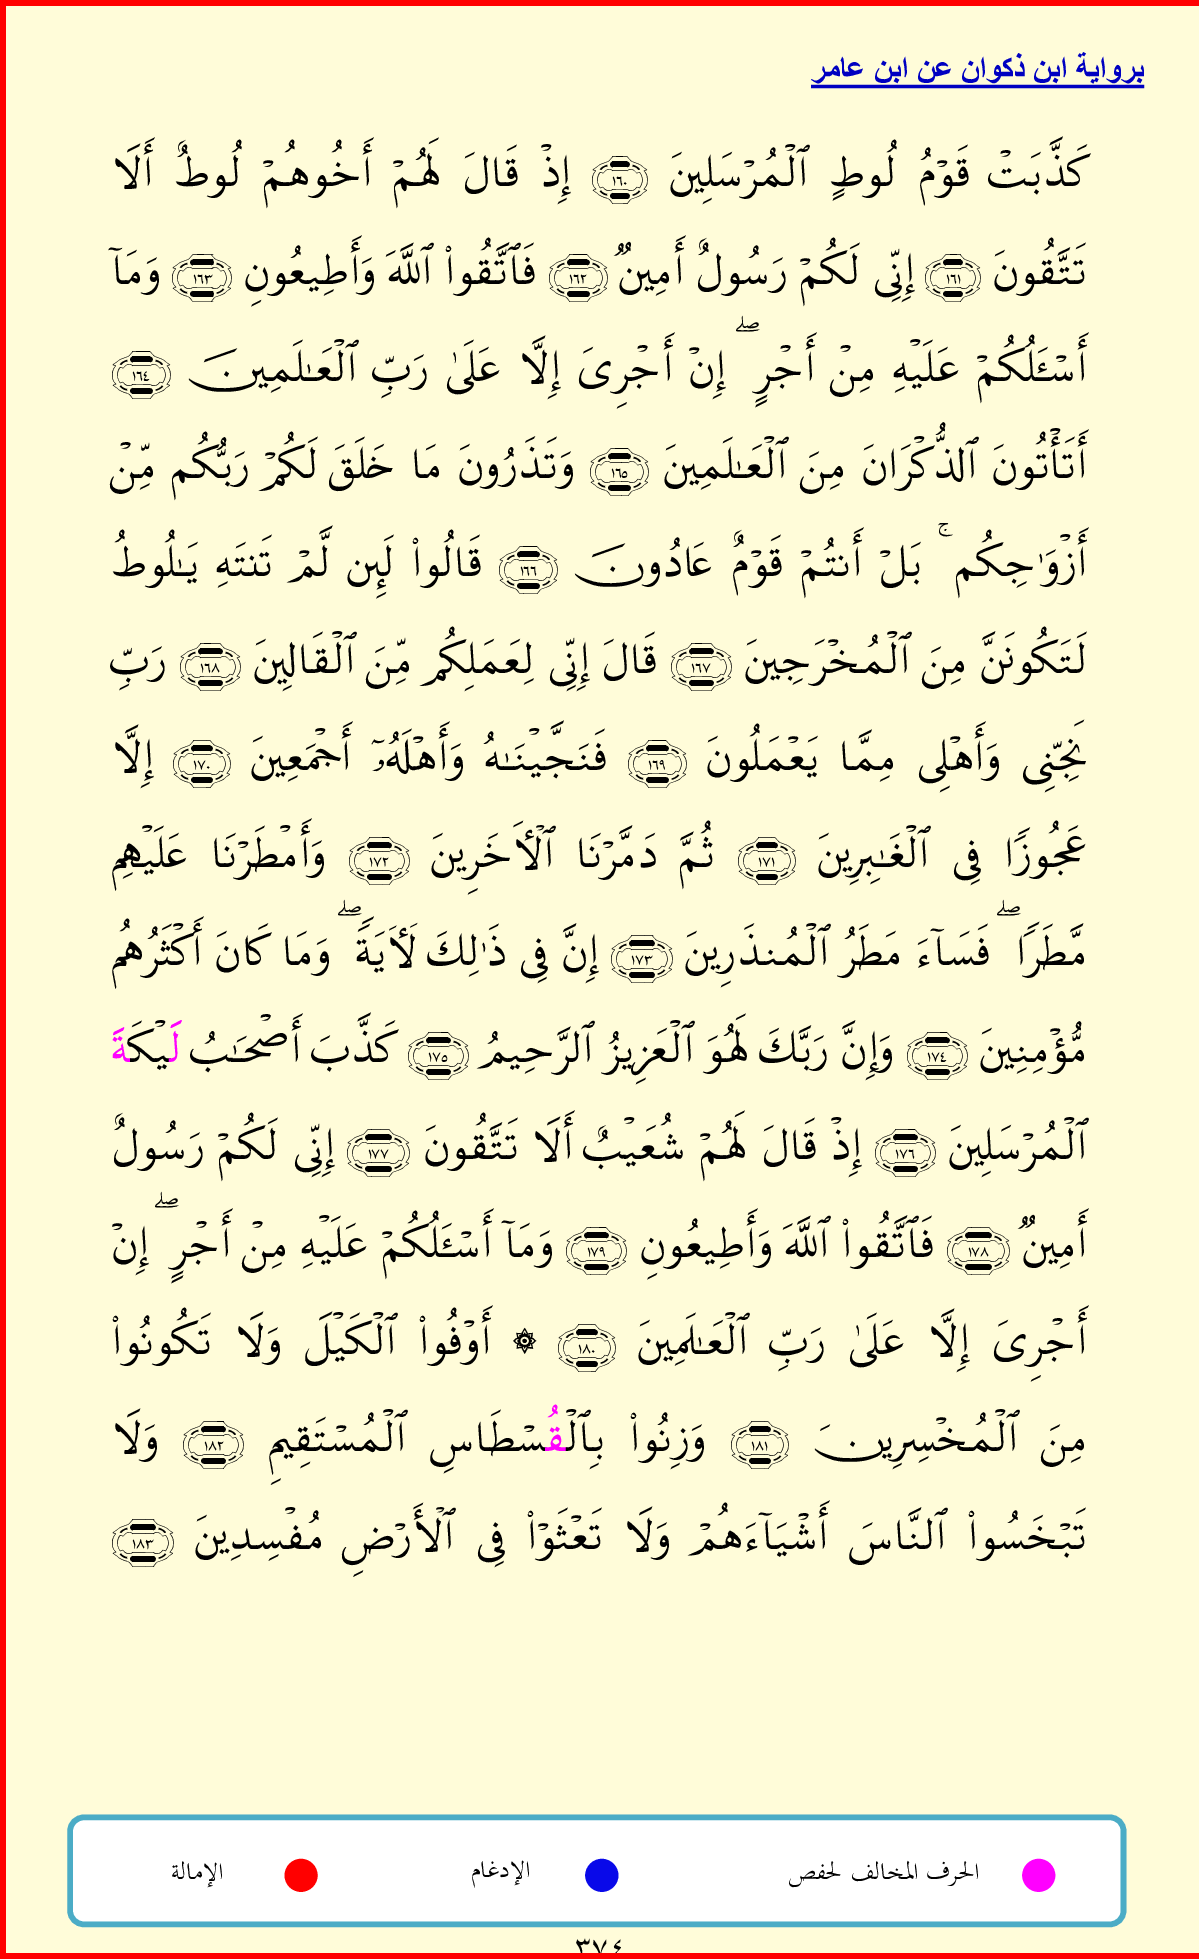 برواية ابن ذكوان عن ابن عامر
كَذَّبَتۡ قَوۡمُ لُوطٍ ٱلۡمُرۡسَلِينَ ١٦٠ إِذۡ قَالَ لَهُمۡ أَخُوهُمۡ لُوطٌ أَلَا
تَتَّقُونَ ١٦١ إِنِّي لَكُمۡ رَسُولٌ أَمِينٌ ١٦٢ فَٱتَّقُواْ ٱللَّهَ وَأَطِيعُونِ ١٦٣ وَمَآ
أَسۡـَٔلُكُمۡ عَلَيۡهِ مِنۡ أَجۡرٍۖ إِنۡ أَجۡرِيَ إِلَّا عَلَىٰ رَبِّ ٱلۡعَٰلَمِينَ ١٦٤
أَتَأۡتُونَ ٱلذُّكۡرَانَ مِنَ ٱلۡعَٰلَمِينَ ١٦٥ وَتَذَرُونَ مَا خَلَقَ لَكُمۡ رَبُّكُم مِّنۡ
أَزۡوَٰجِكُمۚ بَلۡ أَنتُمۡ قَوۡمٌ عَادُونَ ١٦٦ قَالُواْ لَئِن لَّمۡ تَنتَهِ يَٰلُوطُ
لَتَكُونَنَّ مِنَ ٱلۡمُخۡرَجِينَ ١٦٧ قَالَ إِنِّي لِعَمَلِكُم مِّنَ ٱلۡقَالِينَ ١٦٨ رَبِّ
نَجِّنِي وَأَهۡلِي مِمَّا يَعۡمَلُونَ ١٦٩ فَنَجَّيۡنَٰهُ وَأَهۡلَهُۥٓ أَجۡمَعِينَ ١٧٠ إِلَّا
عَجُوزٗا فِي ٱلۡغَٰبِرِينَ ١٧١ ثُمَّ دَمَّرۡنَا ٱلۡأٓخَرِينَ ١٧٢ وَأَمۡطَرۡنَا عَلَيۡهِم
مَّطَرٗاۖ فَسَآءَ مَطَرُ ٱلۡمُنذَرِينَ ١٧٣ إِنَّ فِي ذَٰلِكَ لَأٓيَةٗۖ وَمَا كَانَ أَكۡثَرُهُم
مُّؤۡمِنِينَ ١٧٤ وَإِنَّ رَبَّكَ لَهُوَ ٱلۡعَزِيزُ ٱلرَّحِيمُ ١٧٥ كَذَّبَ أَصۡحَٰبُ لَيۡكَةَ
ٱلۡمُرۡسَلِينَ ١٧٦ إِذۡ قَالَ لَهُمۡ شُعَيۡبٌ أَلَا تَتَّقُونَ ١٧٧ إِنِّي لَكُمۡ رَسُولٌ
أَمِينٌ ١٧٨ فَٱتَّقُواْ ٱللَّهَ وَأَطِيعُونِ ١٧٩ وَمَآ أَسۡـَٔلُكُمۡ عَلَيۡهِ مِنۡ أَجۡرٍۖ إِنۡ
أَجۡرِيَ إِلَّا عَلَىٰ رَبِّ ٱلۡعَٰلَمِينَ ١٨٠ ۞ أَوۡفُواْ ٱلۡكَيۡلَ وَلَا تَكُونُواْ
مِنَ ٱلۡمُخۡسِرِينَ ١٨١ وَزِنُواْ بِٱلۡقُسۡطَاسِ ٱلۡمُسۡتَقِيمِ ١٨٢ وَلَا
تَبۡخَسُواْ ٱلنَّاسَ أَشۡيَآءَهُمۡ وَلَا تَعۡثَوۡاْ فِي ٱلۡأَرۡضِ مُفۡسِدِينَ ١٨٣
الحرف المخالف لحفص الإدغام الإمالة
٣٧٤